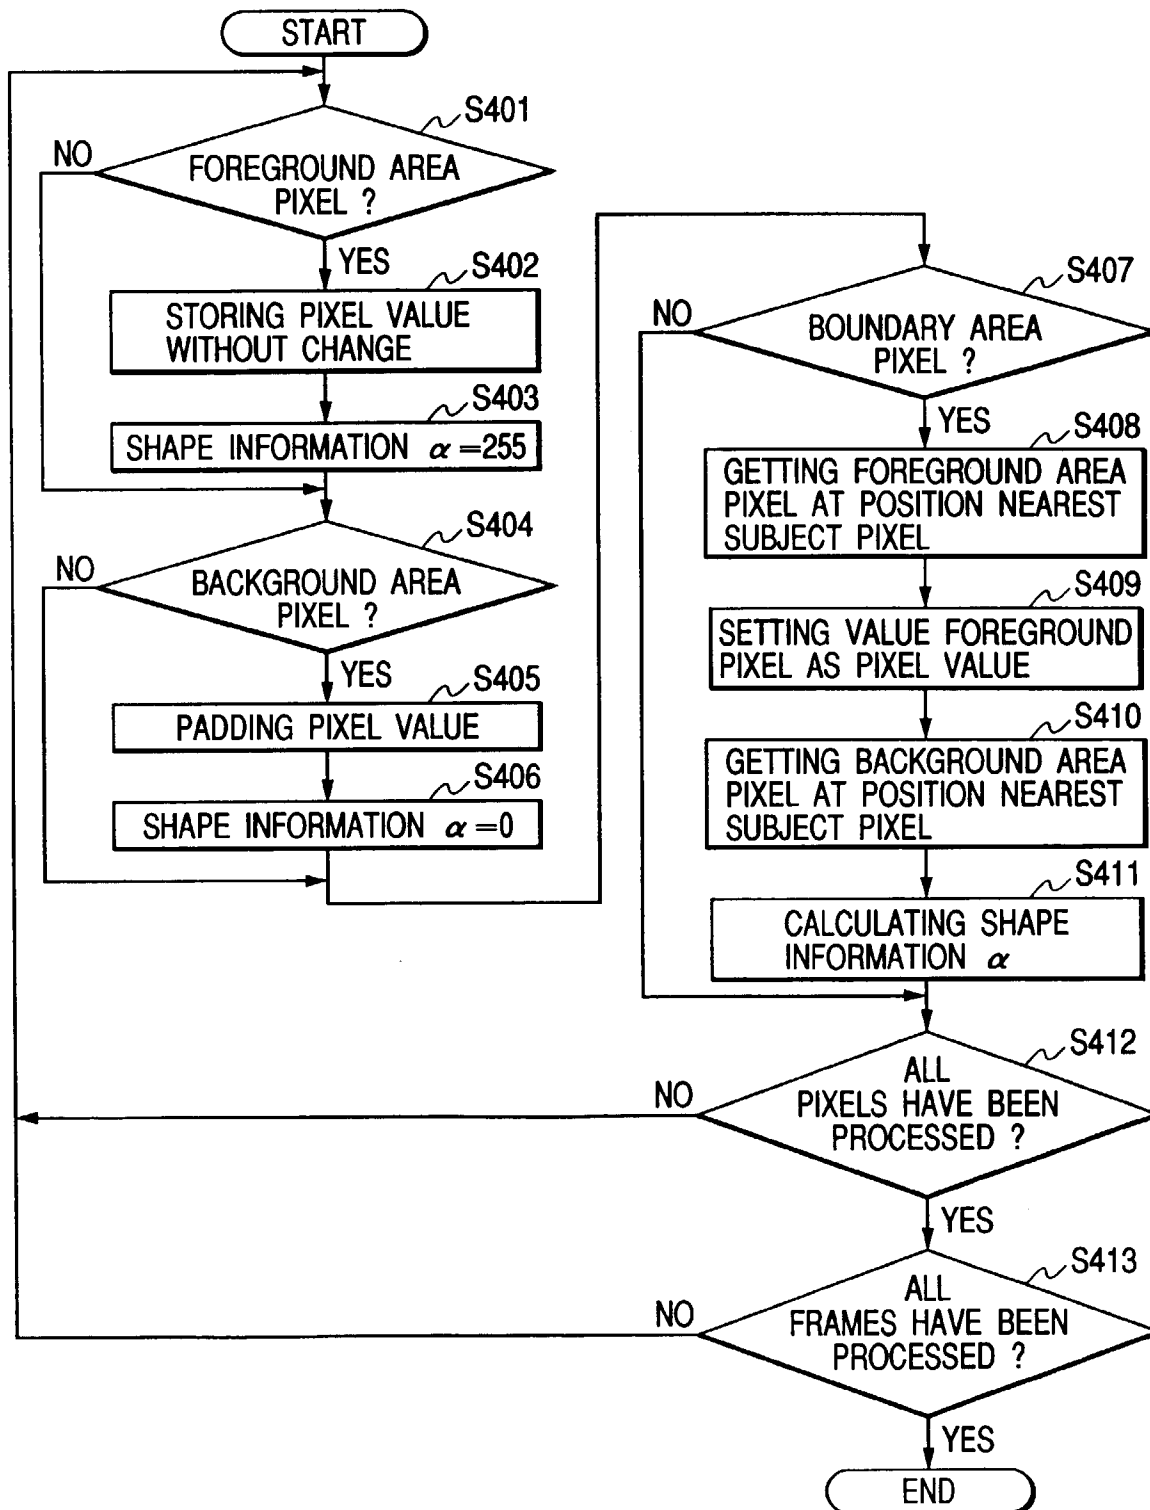 START
S401
NO
FOREGROUND AREA
PIXEL ?
YES
S402
STORING PIXEL VALUE
WITHOUT CHANGE
S403
SHAPE INFORMATION α=255
S404
NO
BACKGROUND AREA
PIXEL ?
YES
S405
PADDING PIXEL VALUE
S406
SHAPE INFORMATION α=0
S407
NO
BOUNDARY AREA
PIXEL ?
YES
S408
GETTING FOREGROUND AREA
PIXEL AT POSITION NEAREST
SUBJECT PIXEL
S409
SETTING VALUE FOREGROUND
PIXEL AS PIXEL VALUE
S410
GETTING BACKGROUND AREA
PIXEL AT POSITION NEAREST
SUBJECT PIXEL
S411
CALCULATING SHAPE
INFORMATION α
S412
NO
ALL
PIXELS HAVE BEEN
PROCESSED ?
YES
S413
NO
ALL
FRAMES HAVE BEEN
PROCESSED ?
YES
END